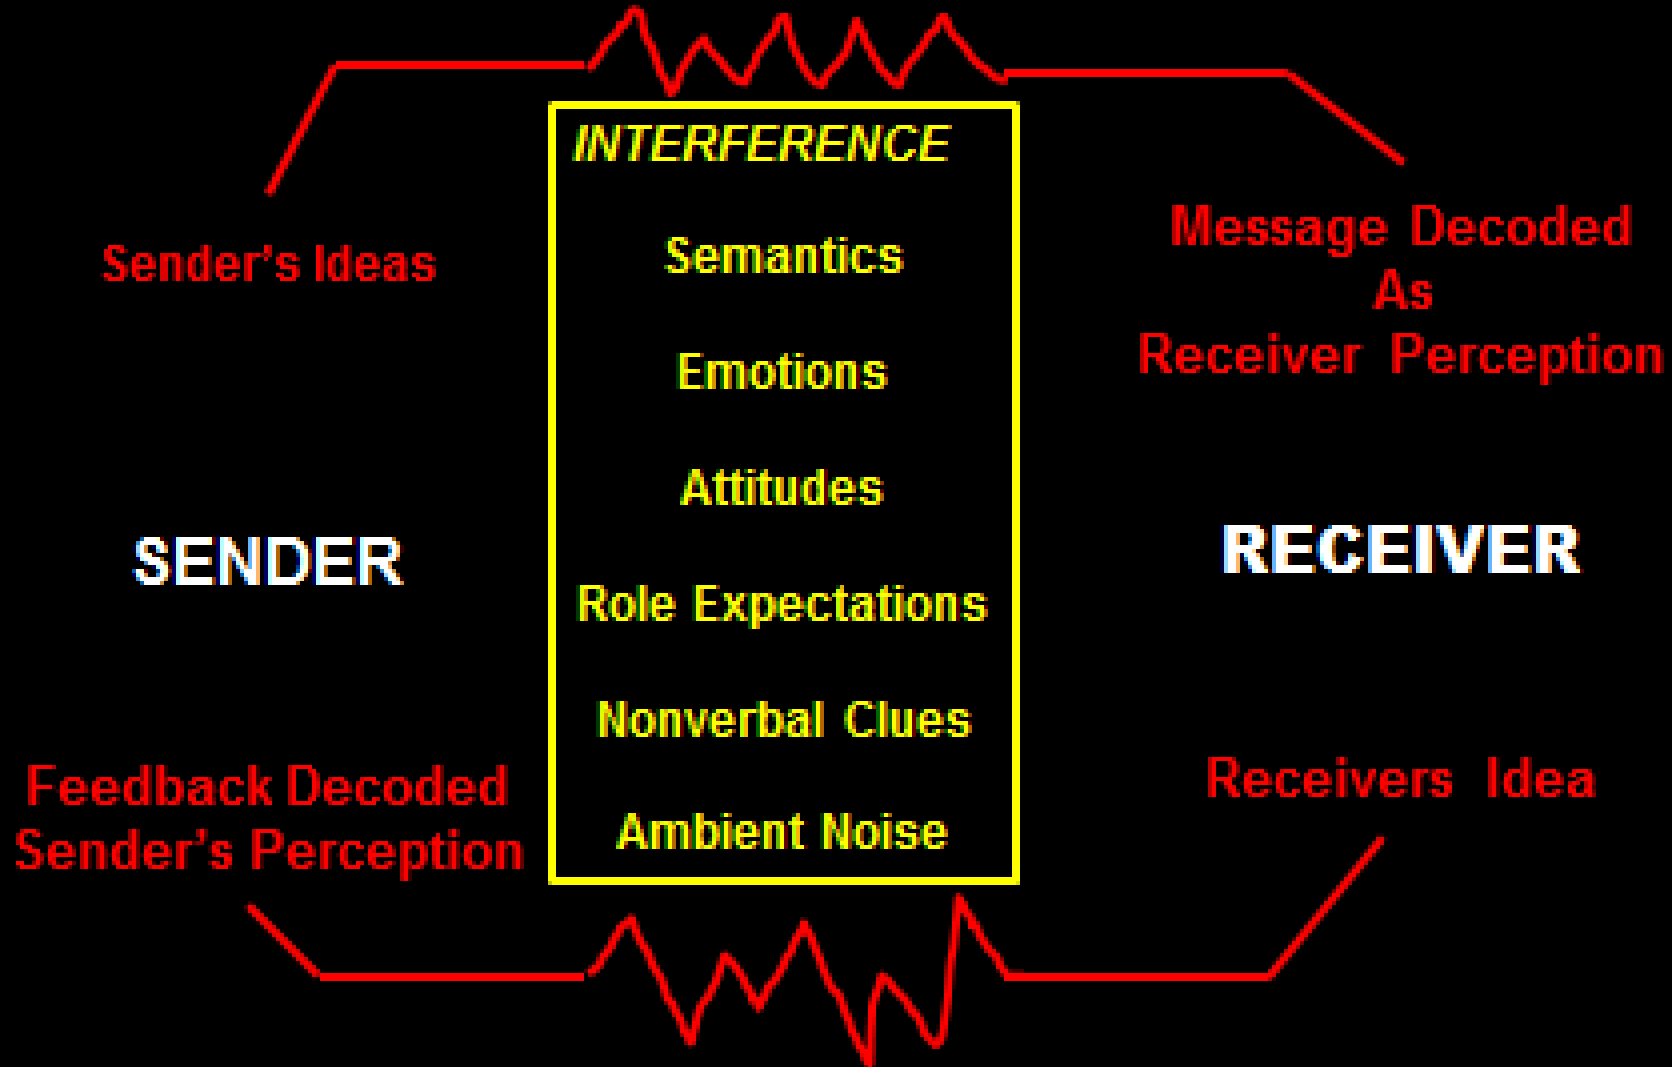 INTERFERENCE
Sender's Ideas
Semantics
Emotions
Attitudes
Role Expectations
Nonverbal Clues
Ambient Noise
Message Decoded
As
Receiver Perception
SENDER
RECEIVER
Feedback Decoded
Sender's Perception
Receivers Idea